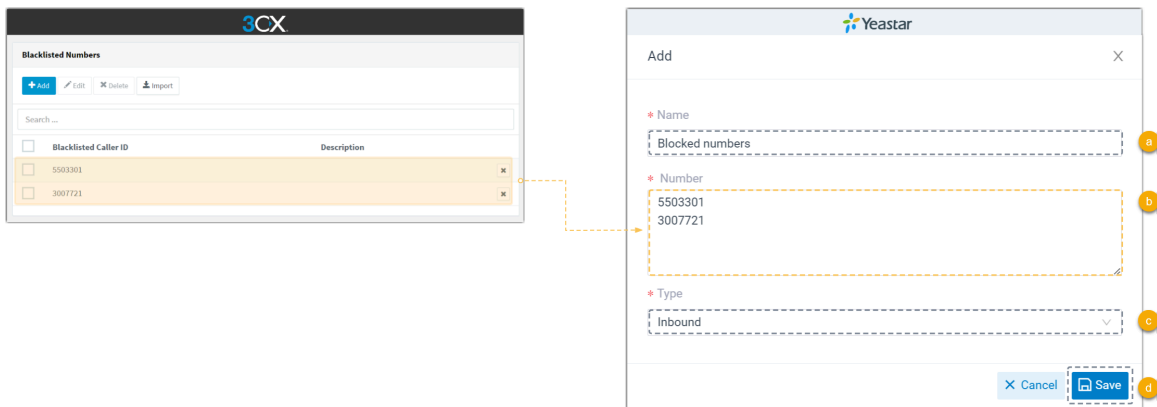 3CX
Blacklisted Numbers
Add Edit Delete Import
Search ...
Blacklisted Caller ID Description
5503301
3007721
Yeastar
Add
* Name
Blocked numbers
a
* Number
5503301
3007721
b
* Type
Inbound
c
Cancel Save
d